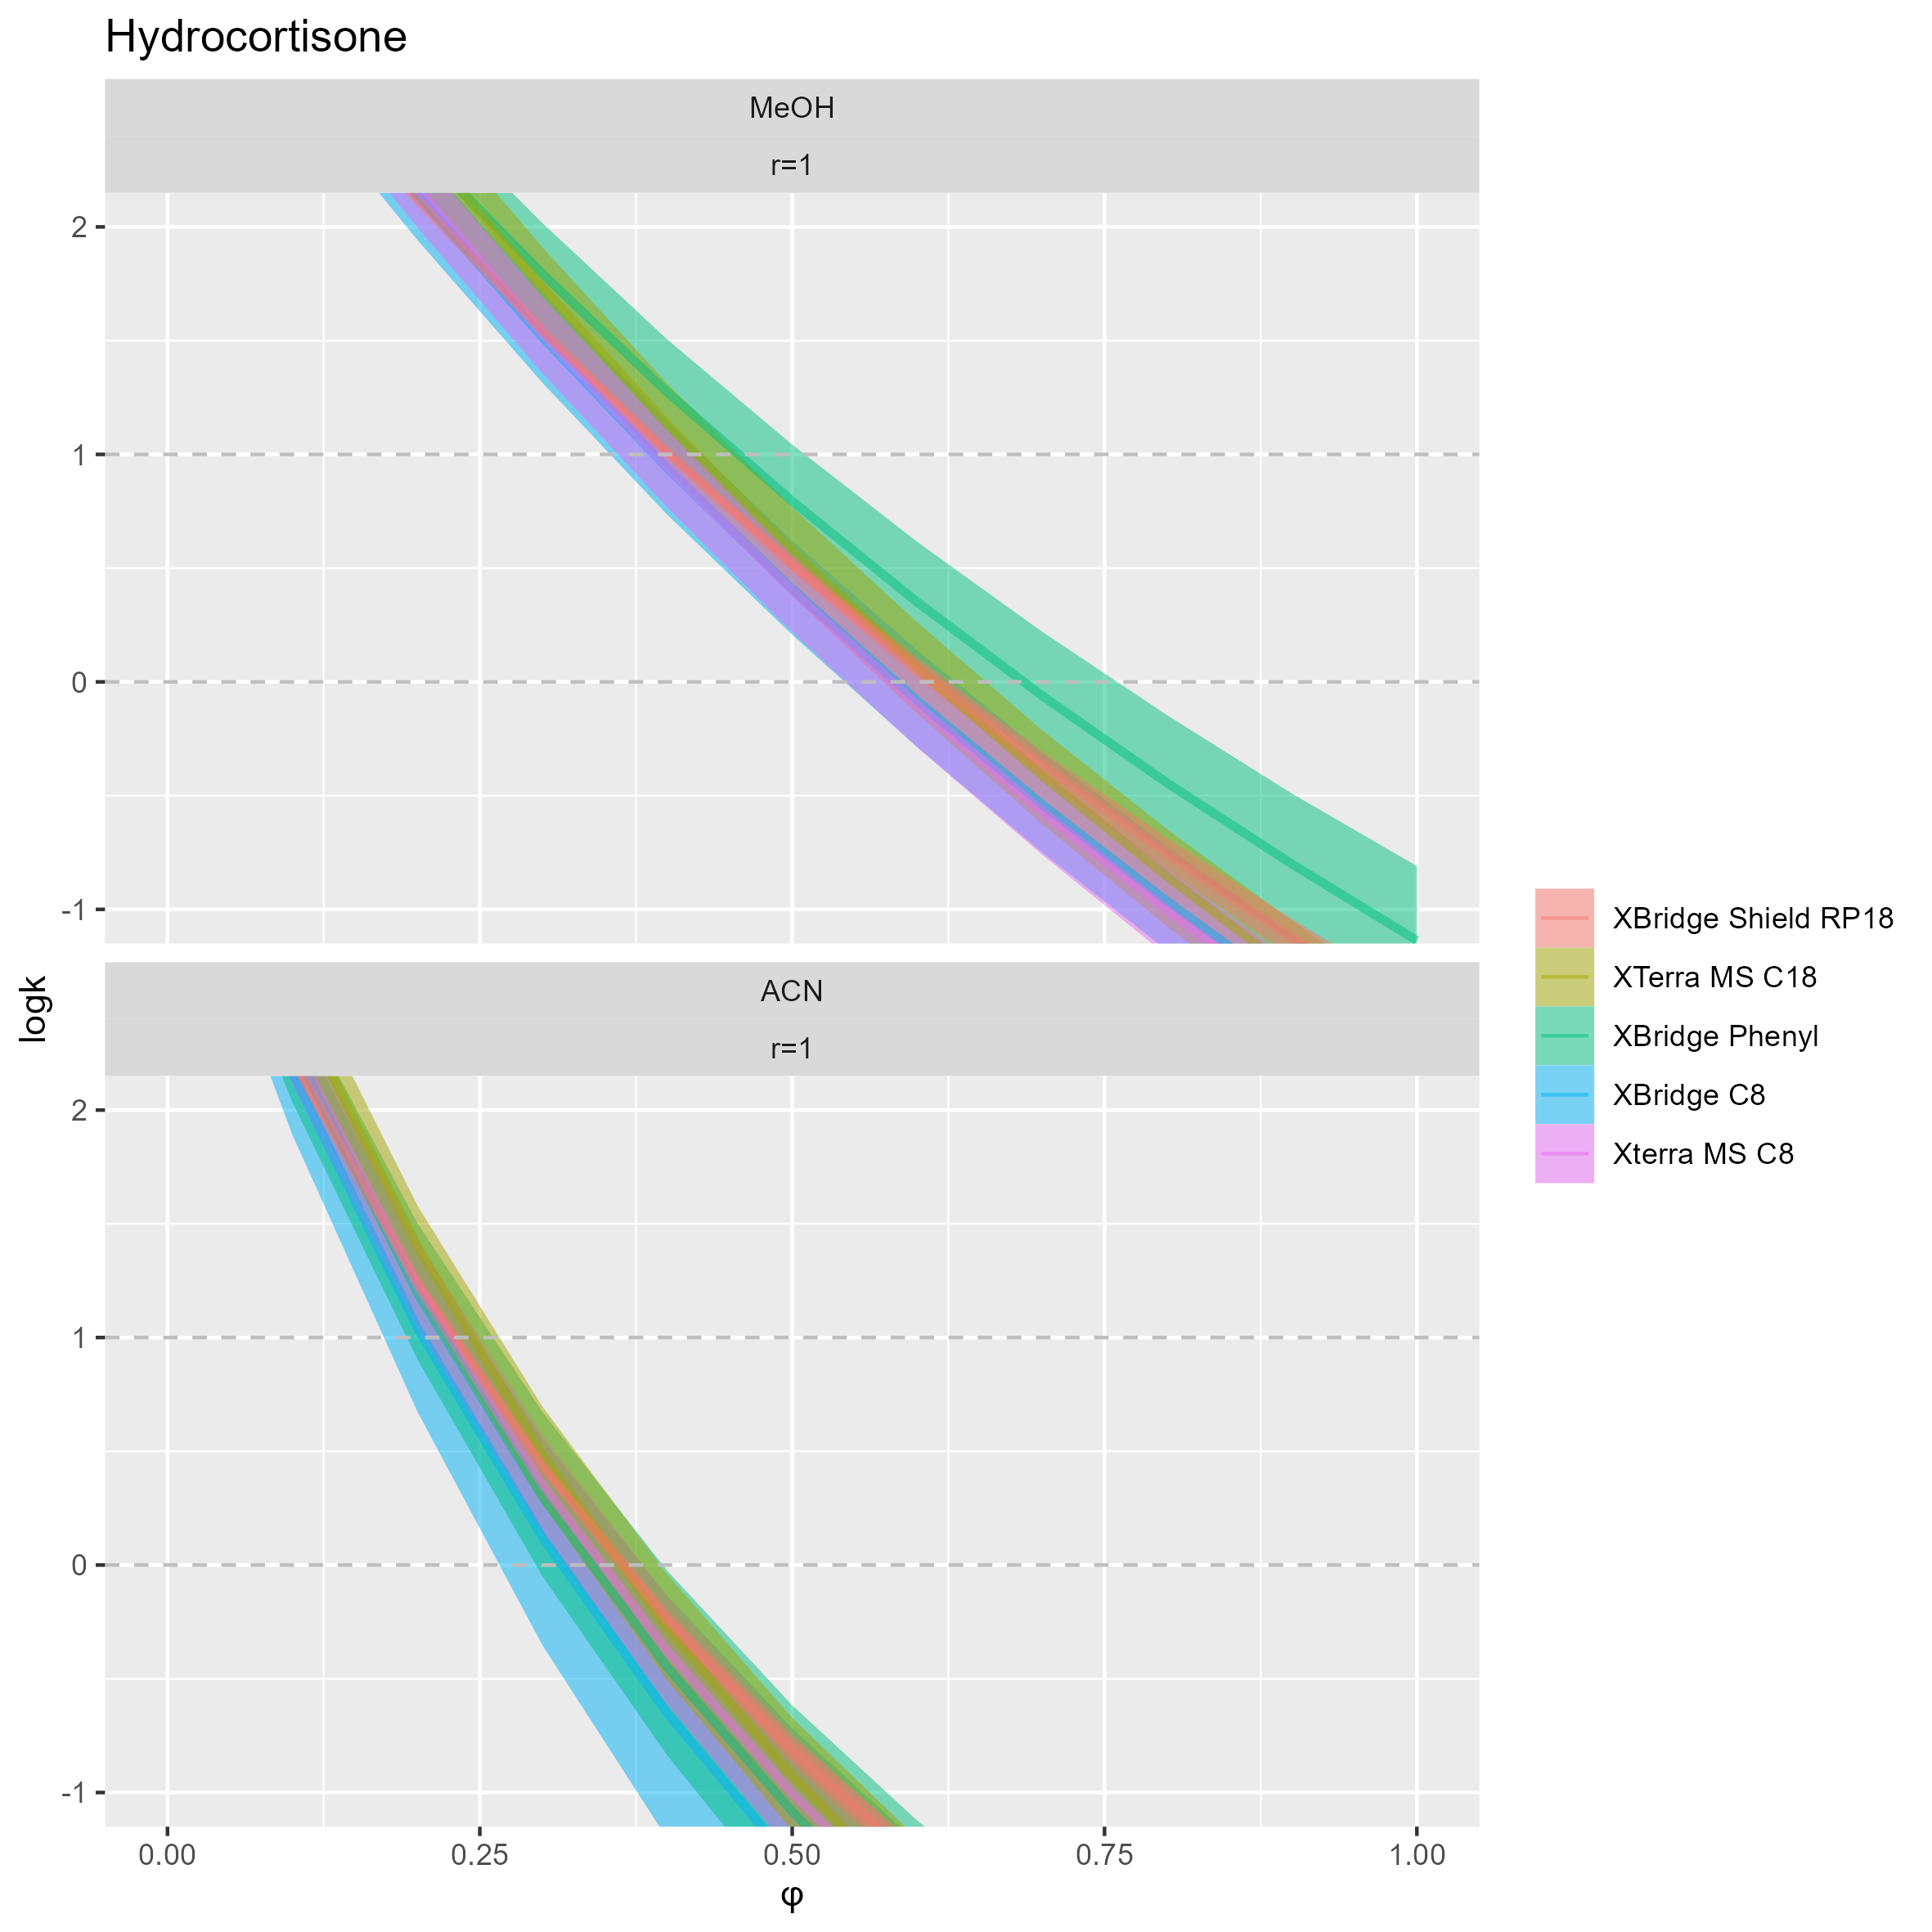 Hydrocortisone
MeOH
r=1
2
1
0
-1
ACN
r=1
2
1
0
-1
0.00 0.25 0.50 0.75 1.00
φ
logk
XBridge Shield RP18
XTerra MS C18
XBridge Phenyl
XBridge C8
Xterra MS C8